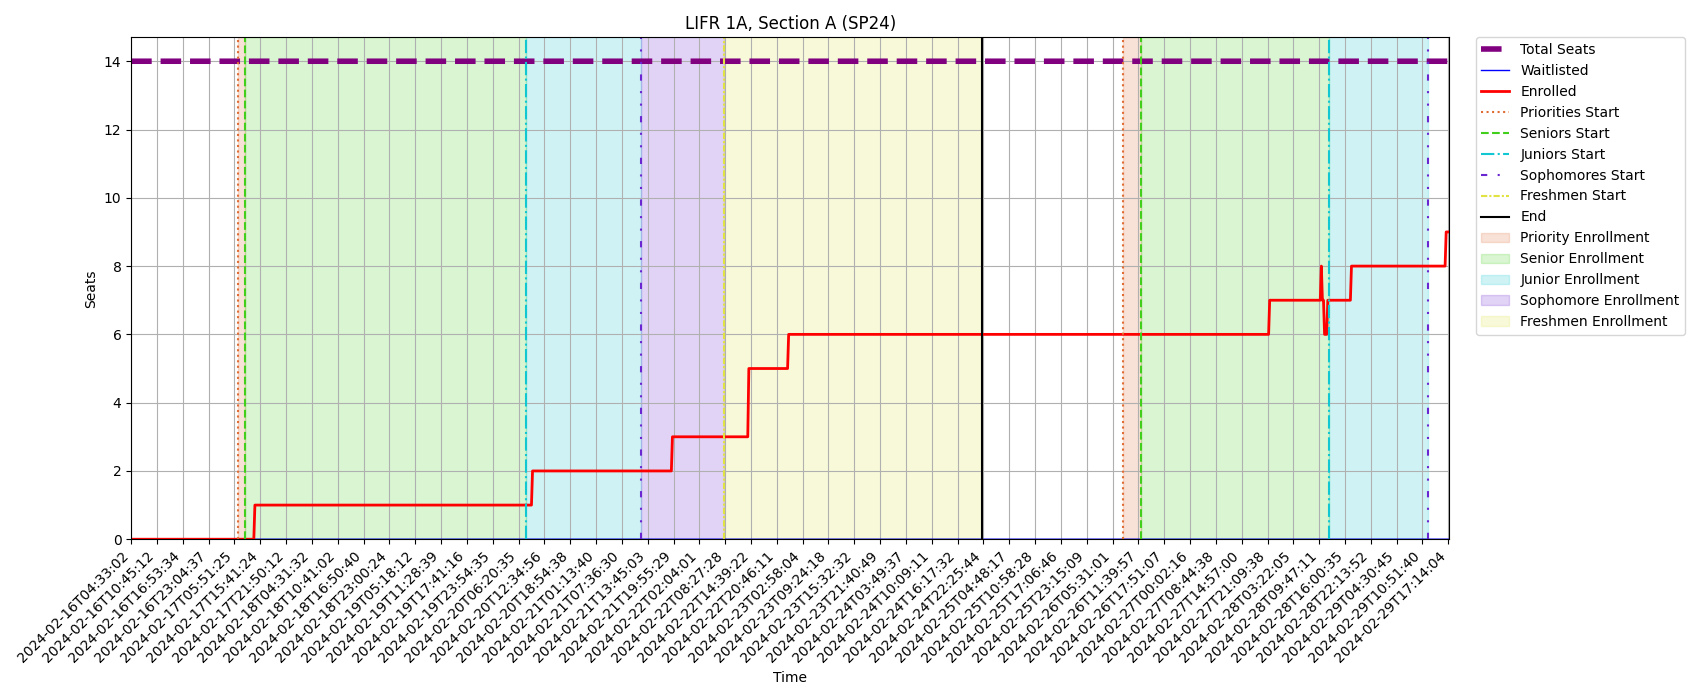 LIFR 1A, Section A (SP24)
Seats
14
12
10
8
6
4
2
0
2024-02-16T04:33:02
2024-02-16T10:45:12
2024-02-16T16:53:34
2024-02-16T23:04:37
2024-02-17T05:51:25
2024-02-17T15:41:24
2024-02-17T21:50:12
2024-02-18T04:31:32
2024-02-18T10:41:02
2024-02-18T16:50:40
2024-02-18T23:00:24
2024-02-19T05:18:12
2024-02-19T11:28:39
2024-02-19T17:41:16
2024-02-19T23:54:35
2024-02-20T06:20:35
2024-02-20T12:34:56
2024-02-20T18:54:38
2024-02-21T01:13:40
2024-02-21T07:36:30
2024-02-21T13:45:03
2024-02-21T19:55:29
2024-02-22T02:04:01
2024-02-22T08:27:28
2024-02-22T14:39:22
2024-02-22T20:46:11
2024-02-23T02:58:04
2024-02-23T09:24:18
2024-02-23T15:32:32
2024-02-23T21:40:49
2024-02-24T03:49:37
2024-02-24T10:09:11
2024-02-24T16:17:32
2024-02-24T22:25:44
2024-02-25T04:48:17
2024-02-25T10:58:28
2024-02-25T17:06:46
2024-02-25T23:15:09
2024-02-26T05:31:01
2024-02-26T11:39:57
2024-02-26T17:51:07
2024-02-27T00:02:16
2024-02-27T08:44:38
2024-02-27T14:57:00
2024-02-27T21:09:38
2024-02-28T03:22:05
2024-02-28T09:47:11
2024-02-28T16:00:35
2024-02-28T22:13:52
2024-02-29T04:30:45
2024-02-29T10:51:40
2024-02-29T17:14:04
Time
Total Seats
Waitlisted
Enrolled
Priorities Start
Seniors Start
Juniors Start
Sophomores Start
Freshmen Start
End
Priority Enrollment
Senior Enrollment
Junior Enrollment
Sophomore Enrollment
Freshmen Enrollment